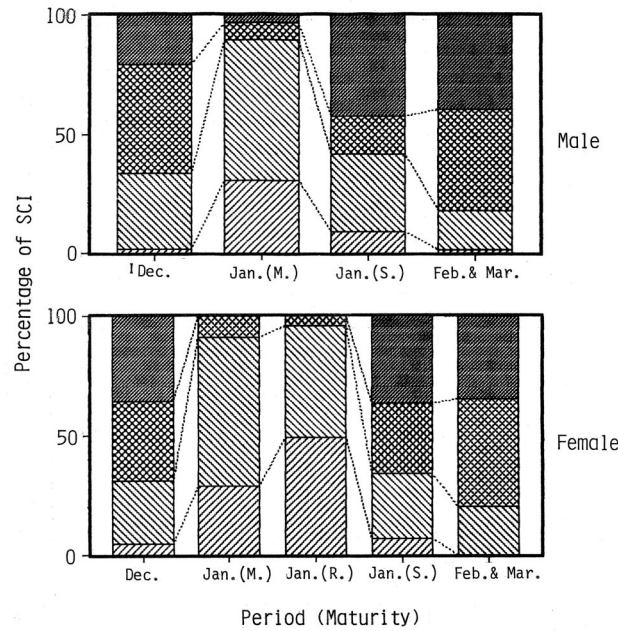 Percentage of SCI
100
50
0
Male
Dec. Jan.(M.) Jan.(S.) Feb.& Mar.
100
50
0
Female
Dec. Jan.(M.) Jan.(R.) Jan.(S.) Feb.& Mar.
Period (Maturity)